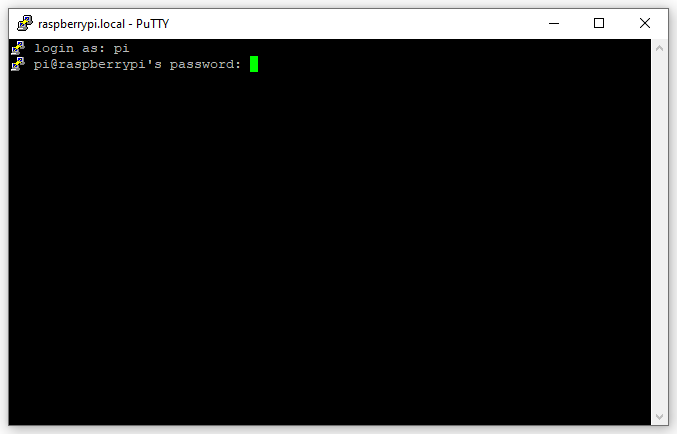 raspberrypi.local - PuTTY
login as: pi
pi@raspberrypi's password: